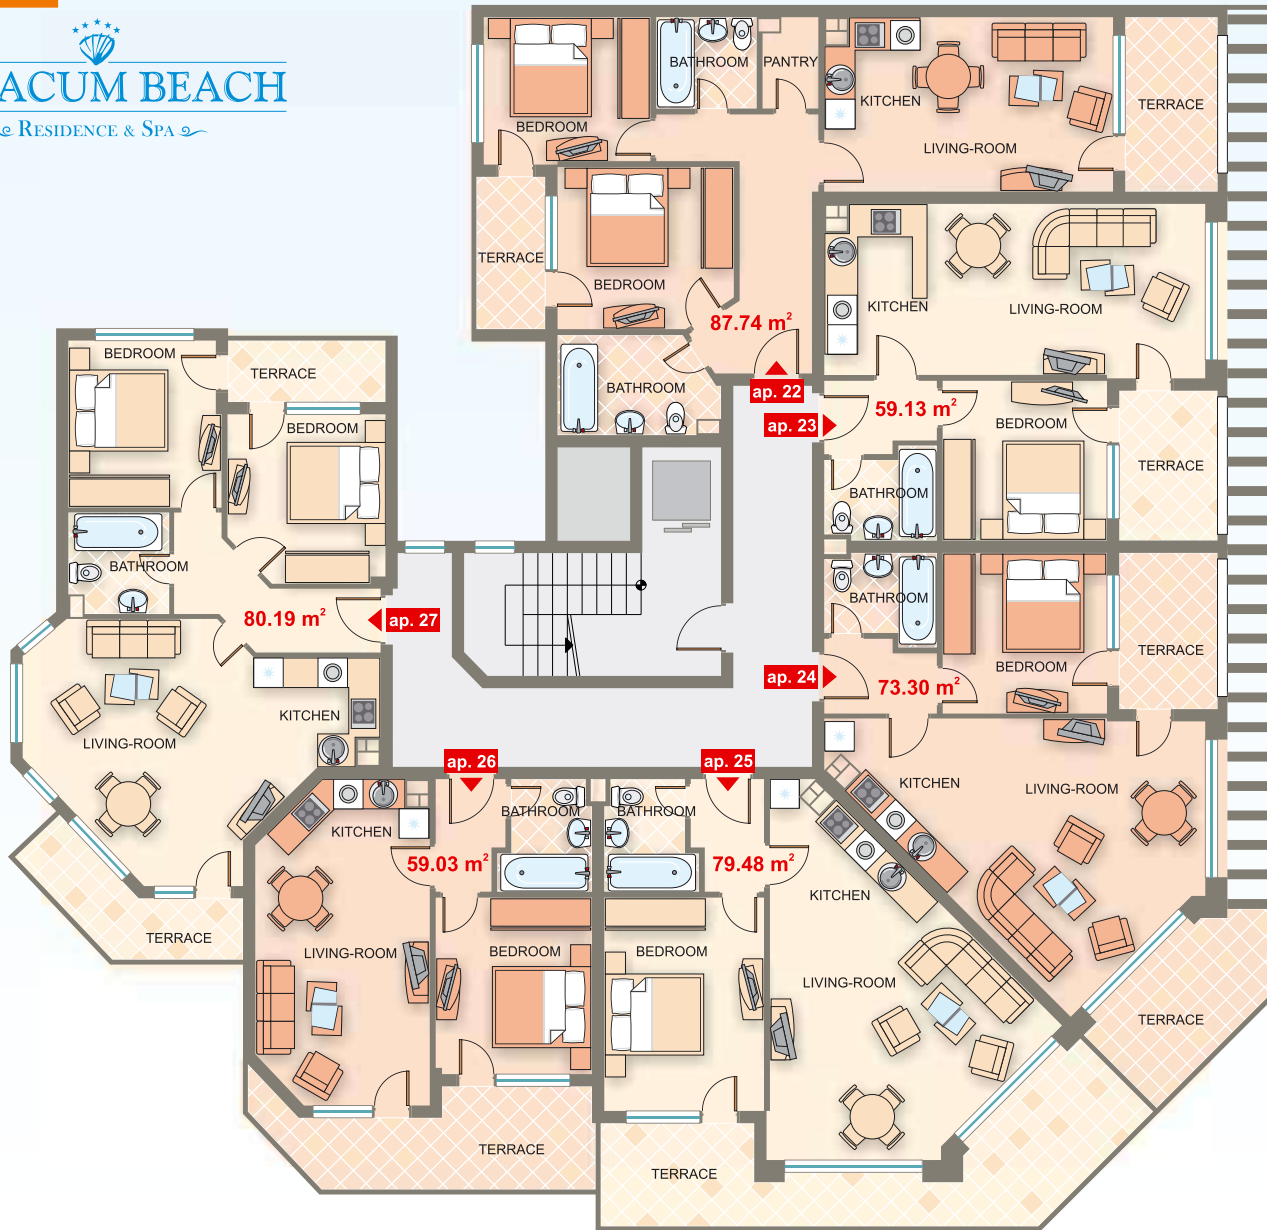 ACUM BEACH
RESIDENCE & SPA
BATHROOM
PANTRY
KITCHEN
TERRACE
BEDROOM
LIVING-ROOM
TERRACE
BEDROOM
KITCHEN
LIVING-ROOM
87.74 m²
BEDROOM
TERRACE
BATHROOM
ap. 22
59.13 m²
ap. 23
BEDROOM
BEDROOM
TERRACE
BATHROOM
BATHROOM
BATHROOM
80.19 m²
ap. 27
BEDROOM
TERRACE
ap. 24
73.30 m²
KITCHEN
LIVING-ROOM
ap. 26
ap. 25
KITCHEN
LIVING-ROOM
BATHROOM
BATHROOM
KITCHEN
59.03 m²
79.48 m²
KITCHEN
TERRACE
LIVING-ROOM
BEDROOM
BEDROOM
LIVING-ROOM
TERRACE
TERRACE
TERRACE